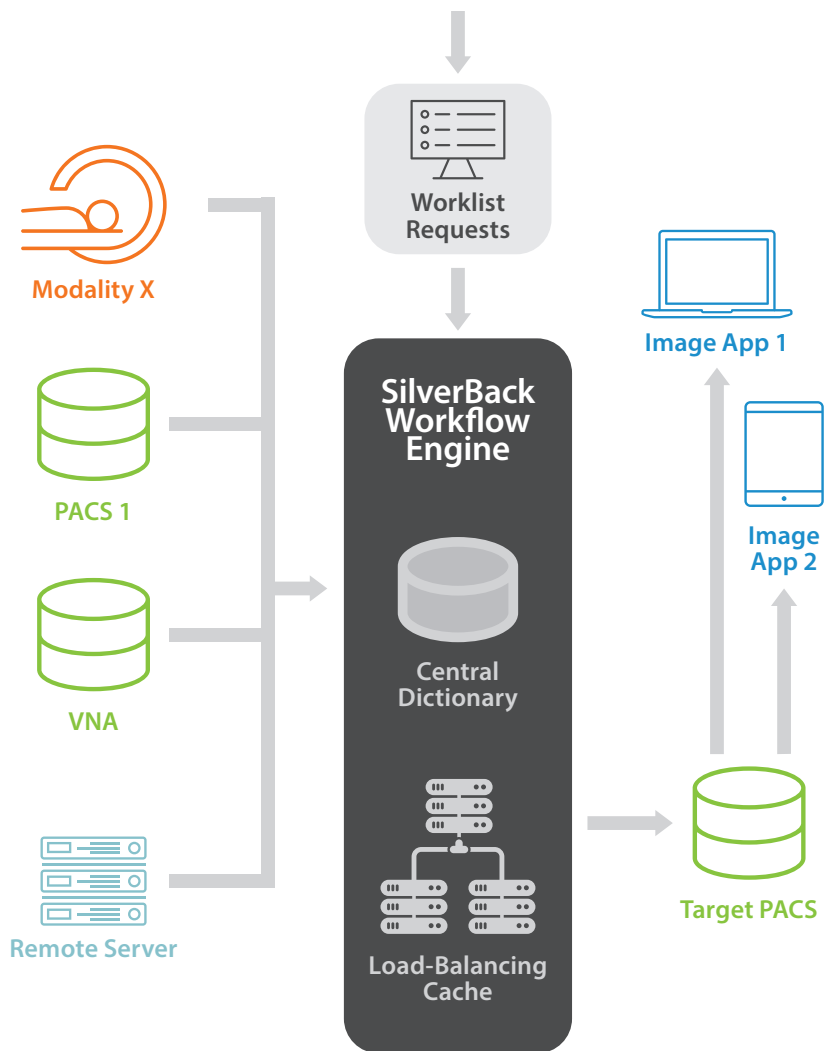 Worklist
Requests
Modality X
PACS 1
VNA
Remote Server
SilverBack
Workflow
Engine
Central
Dictionary
Load-Balancing
Cache
Image App 1
Image
App 2
Target PACS